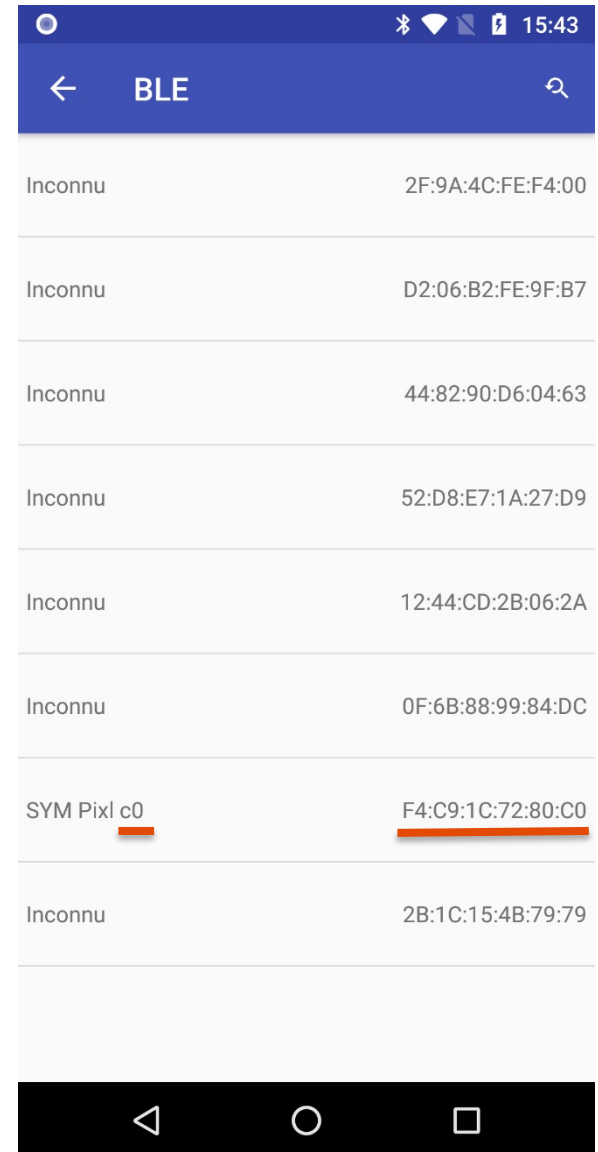 15:43
BLE
Inconnu 2F:9A:4C:FE:F4:00
Inconnu D2:06:B2:FE:9F:B7
Inconnu 44:82:90:D6:04:63
Inconnu 52:D8:E7:1A:27:D9
Inconnu 12:44:CD:2B:06:2A
Inconnu 0F:6B:88:99:84:DC
SYM Pixl c0 F4:C9:1C:72:80:C0
Inconnu 2B:1C:15:4B:79:79